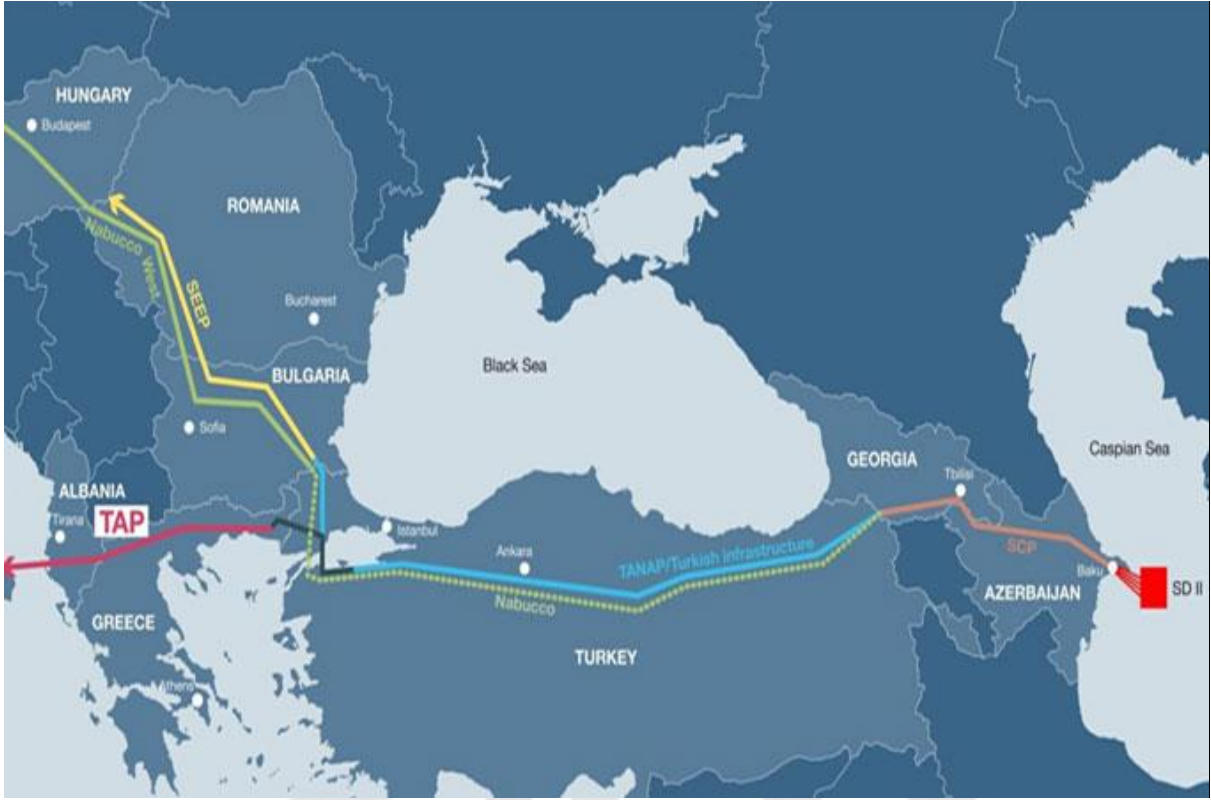 HUNGARY
Budapest
ROMANIA
Nabucco West
SEEP
Bucharest
Black Sea
BULGARIA
Sofia
Caspian Sea
GEORGIA
Tbilisi
ALBANIA
TAP
Tirana
Istanbul
Ankara
TANAP/Turkish infrastructure
SCP
Baku
SD II
AZERBAIJAN
Nabucco
GREECE
TURKEY
Athens